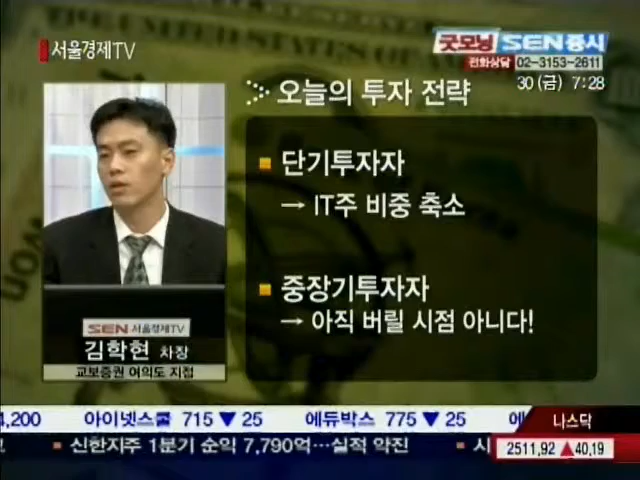 서울경제TV
굿모닝 SEN증시
전화상담 02-3153-2611
30(금) 7:28
오늘의 투자 전략
단기투자자
→ IT주 비중 축소
중장기투자자
→ 아직 버릴 시점 아니다!
SEN 서울경제TV
김학현 차장
교보증권 여의도 지점
4,200 아이넷스쿨 715 ▼ 25 에듀박스 775 ▼ 25 에
나스닥
신한지주 1분기 순익 7,790억…실적 약진 시
2511,92 ▲40,19